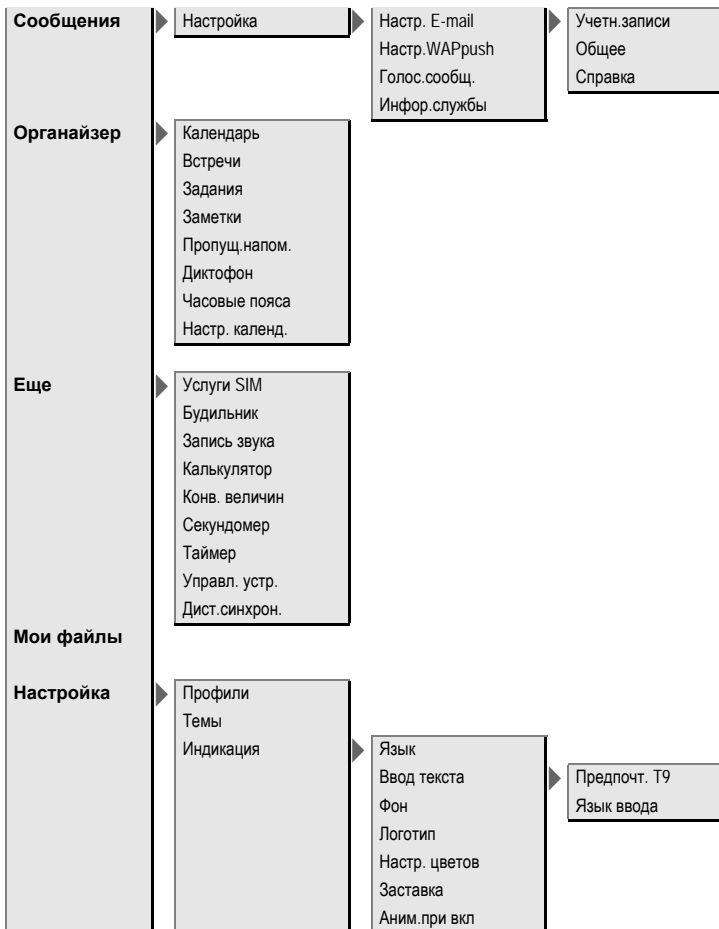 Сообщения
Настройка
Настр. E-mail
Учетн.записи
Настр.WAPpush
Общее
Голос.сообщ.
Справка
Инфор.службы
Органайзер
Календарь
Встречи
Задания
Заметки
Пропущ.напом.
Диктофон
Часовые пояса
Настр. календ.
Еще
Услуги SIM
Будильник
Запись звука
Калькулятор
Конв. величин
Секундомер
Таймер
Управл. устр.
Дист.синхрон.
Мои файлы
Настройка
Профили
Темы
Индикация
Язык
Ввод текста
Предпочт. T9
Фон
Язык ввода
Логотип
Настр. цветов
Заставка
Аним.при вкл